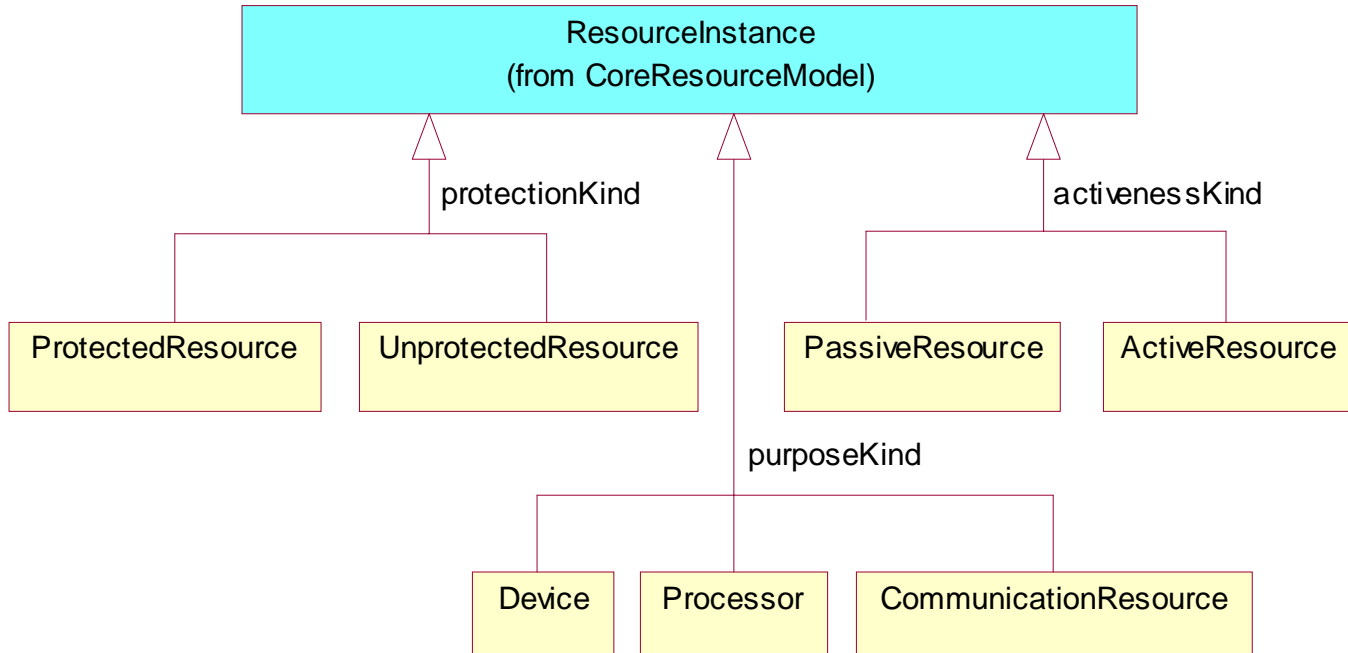 ResourceInstance
(from CoreResourceModel)
protectionKind
activenessKind
ProtectedResource
UnprotectedResource
PassiveResource
ActiveResource
purposeKind
Device
Processor
CommunicationResource